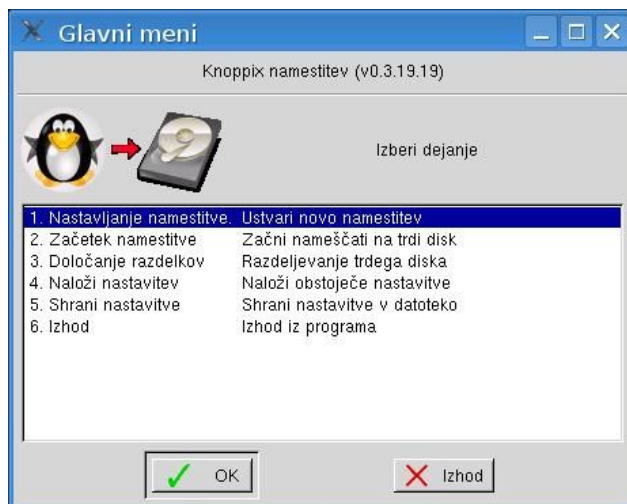 Glavni meni
Knoppix namestitev (v0.3.19.19)
Izberi dejanje
1. Nastavljanje namestitve. Ustvari novo namestitev
2. Začetek namestitve Začni nameščati na trdi disk
3. Določanje razdelkov Razdeljevanje trdega diska
4. Naloži nastavitev Naloži obstoječe nastavitve
5. Shrani nastavitve Shrani nastavitve v datoteko
6. Izhod Izhod iz programa
OK Izhod